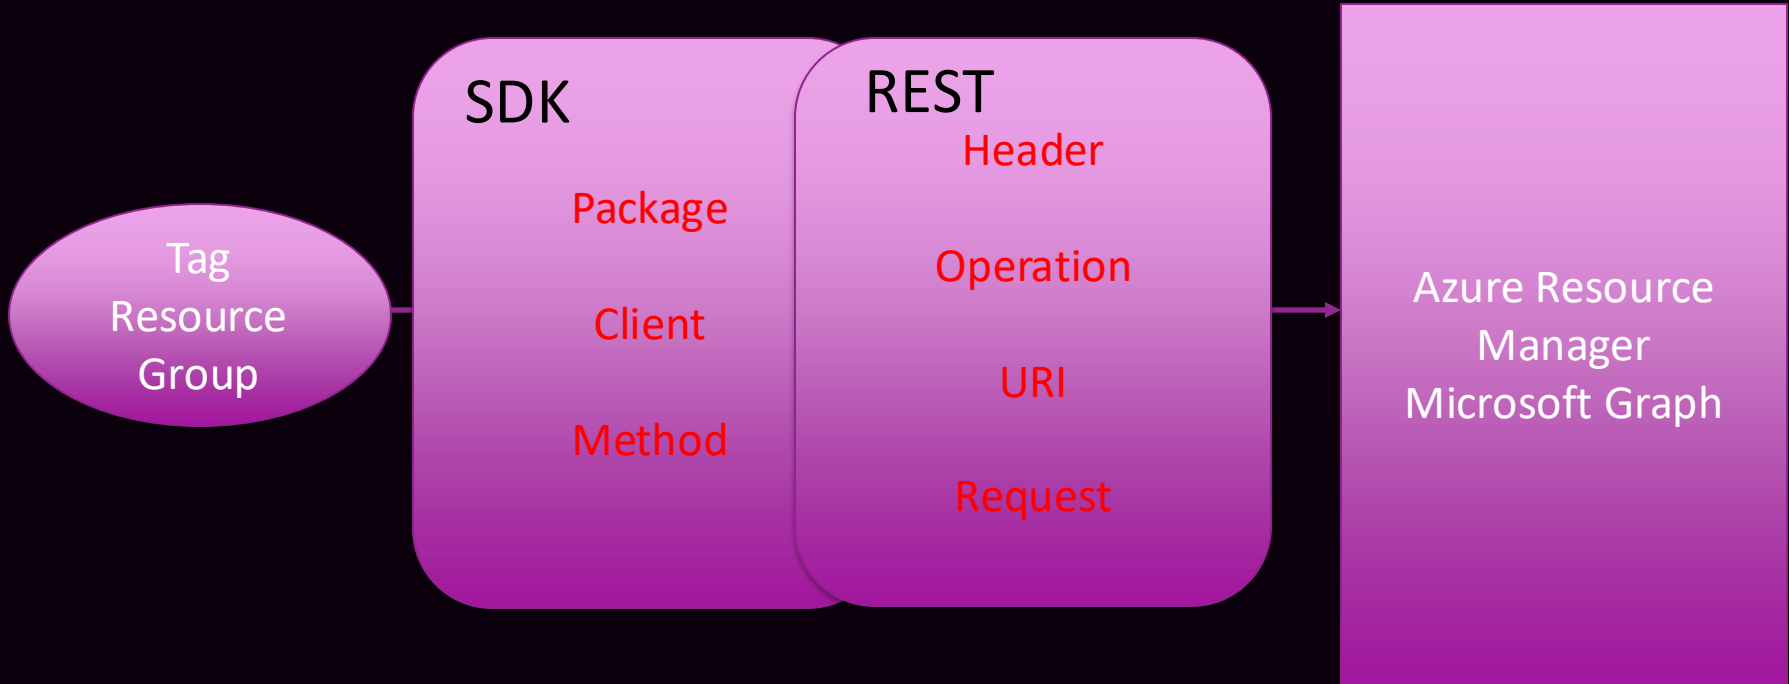 Tag
Resource
Group
SDK
Package
Client
Method
REST
Header
Operation
URI
Request
Azure Resource
Manager
Microsoft Graph